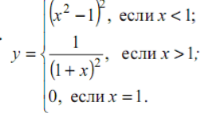 y = { (x² − 1)², если x < 1;
1/(1 + x)², если x > 1;
0, если x = 1.